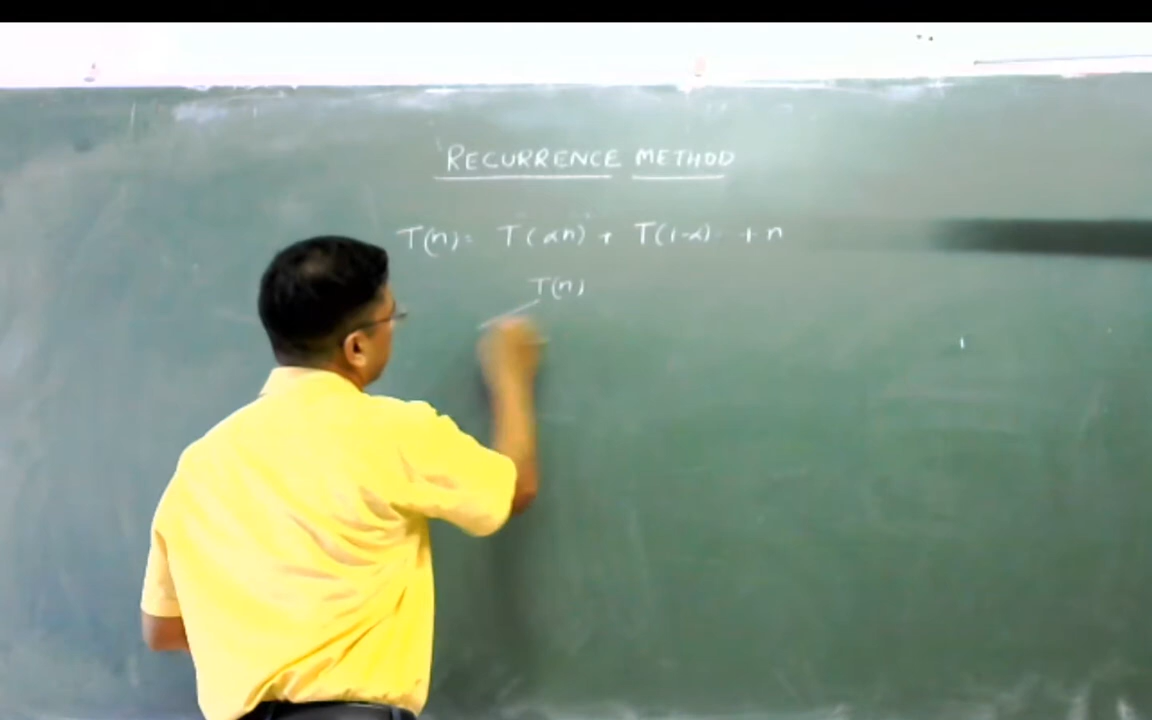 RECURRENCE METHOD
T(n) = T(αn) + T(1-α) + n
T(n)